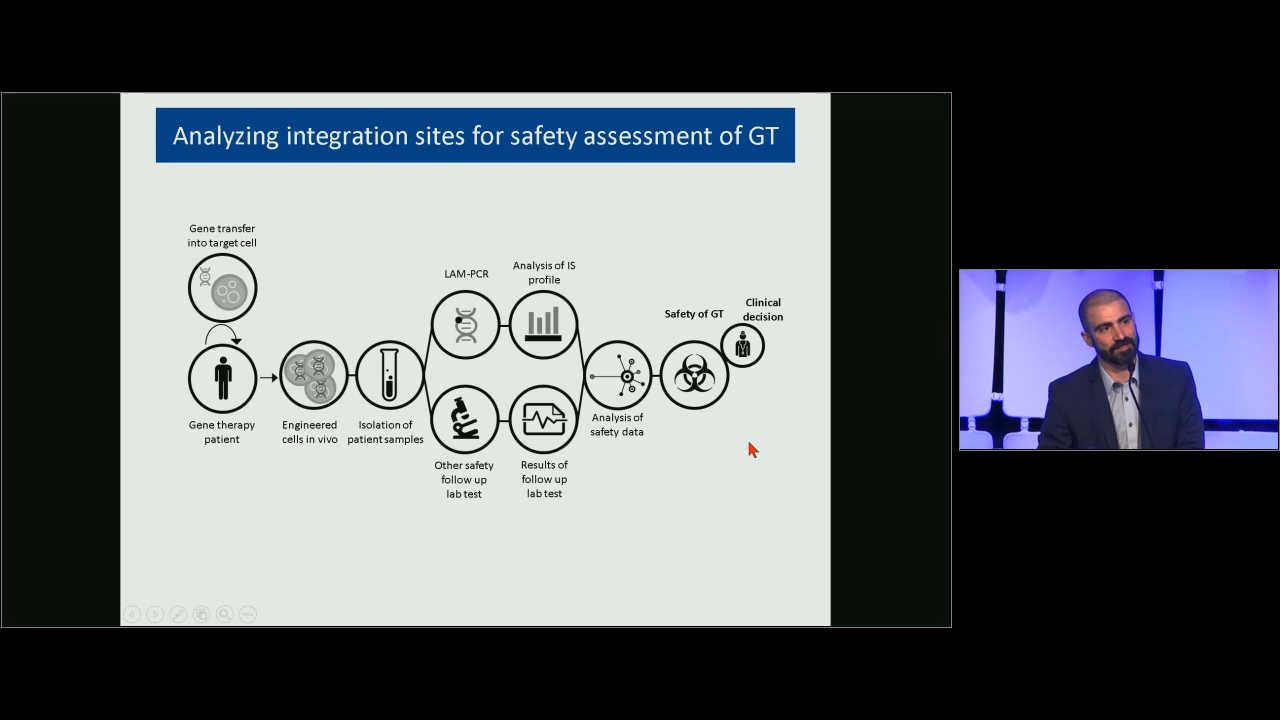 Analyzing integration sites for safety assessment of GT
Gene transfer
into target cell
Gene therapy
patient
Engineered
cells in vivo
Isolation of
patient samples
LAM-PCR
Analysis of IS
profile
Other safety
follow up
lab test
Results of
follow up
lab test
Analysis of
safety data
Safety of GT
Clinical
decision